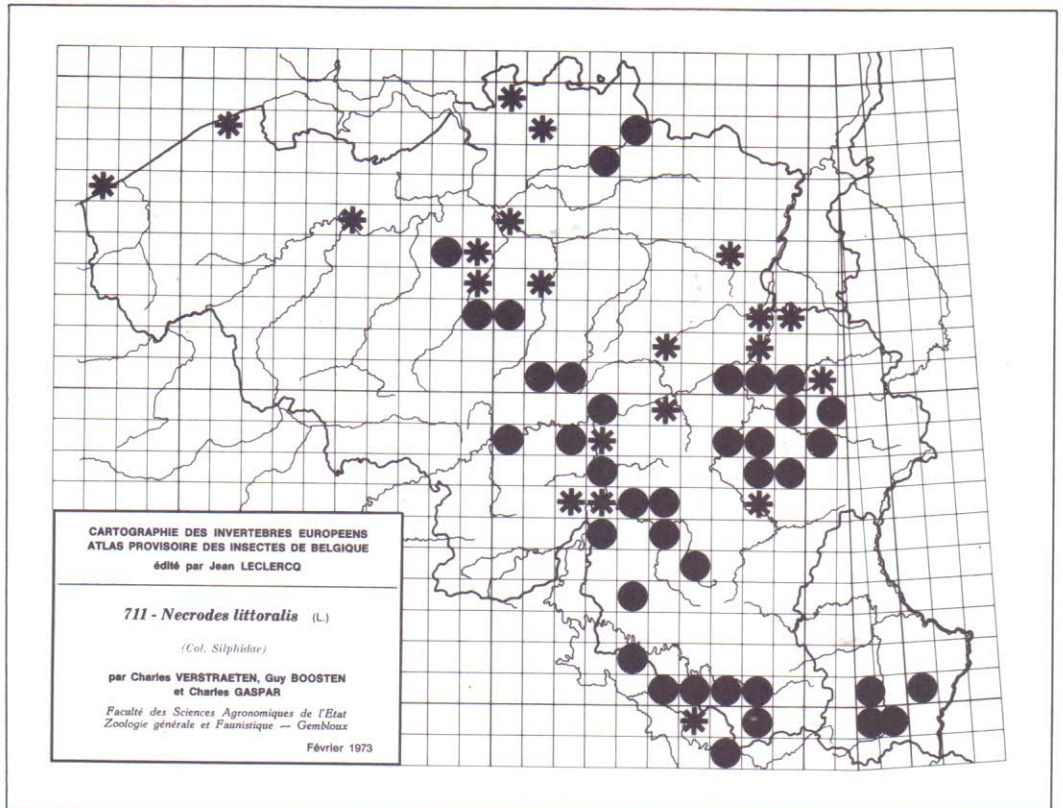 CARTOGRAPHIE DES INVERTEBRES EUROPEENS
ATLAS PROVISOIRE DES INSECTES DE BELGIQUE
édité par Jean LECLERCQ
711 - Necrodes littoralis (L.)
(Col. Silphidae)
par Charles VERSTRAETEN, Guy BOOSTEN
et Charles GASPAR
Faculté des Sciences Agronomiques de l'Etat
Zoologie générale et Faunistique — Gembloux
Février 1973